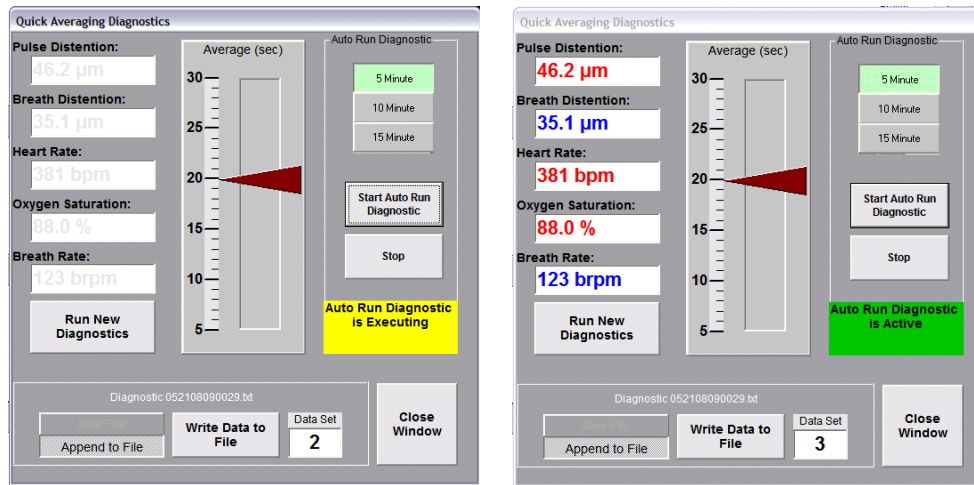 Quick Averaging Diagnostics
Pulse Distention:
46.2 µm
Breath Distention:
35.1 µm
Heart Rate:
381 bpm
Oxygen Saturation:
88.0 %
Breath Rate:
123 brpm
Run New
Diagnostics
Average (sec)
30
25
20
15
10
5
Auto Run Diagnostic
5 Minute
10 Minute
15 Minute
Start Auto Run
Diagnostic
Stop
Auto Run Diagnostic
is Executing
Diagnostic 052108090029.txt
New File
Append to File
Write Data to
File
Data Set
2
Close
Window
Quick Averaging Diagnostics
Pulse Distention:
46.2 µm
Breath Distention:
35.1 µm
Heart Rate:
381 bpm
Oxygen Saturation:
88.0 %
Breath Rate:
123 brpm
Run New
Diagnostics
Average (sec)
30
25
20
15
10
5
Auto Run Diagnostic
5 Minute
10 Minute
15 Minute
Start Auto Run
Diagnostic
Stop
Auto Run Diagnostic
is Active
Diagnostic 052108090029.txt
New File
Append to File
Write Data to
File
Data Set
3
Close
Window